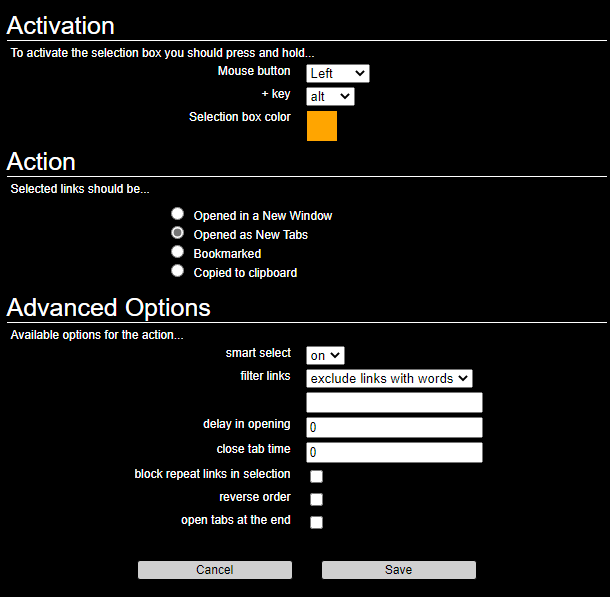 Activation
To activate the selection box you should press and hold...
Mouse button Left
+ key alt
Selection box color
Action
Selected links should be...
Opened in a New Window
Opened as New Tabs
Bookmarked
Copied to clipboard
Advanced Options
Available options for the action...
smart select on
filter links exclude links with words
delay in opening 0
close tab time 0
block repeat links in selection
reverse order
open tabs at the end
Cancel Save